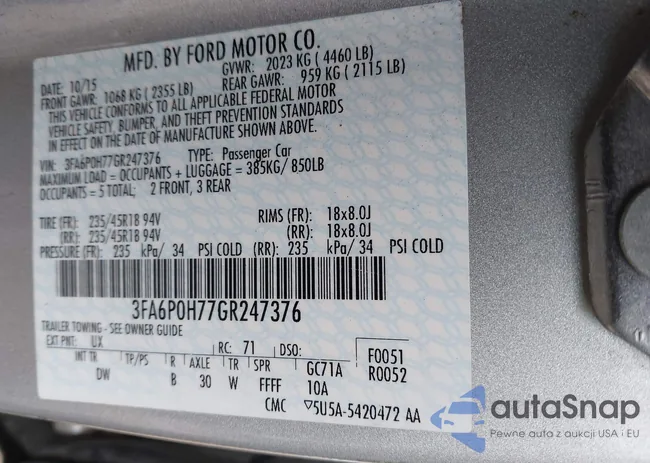 MFD. BY FORD MOTOR CO.
DATE: 10/15 GVWR: 2023 KG ( 4460 LB)
FRONT GAWR: 1068 KG ( 2355 LB) REAR GAWR: 959 KG ( 2115 LB)
THIS VEHICLE CONFORMS TO ALL APPLICABLE FEDERAL MOTOR
VEHICLE SAFETY, BUMPER, AND THEFT PREVENTION STANDARDS
IN EFFECT ON THE DATE OF MANUFACTURE SHOWN ABOVE.
VIN: 3FA6P0H77GR247376 TYPE: Passenger Car
MAXIMUM LOAD = OCCUPANTS + LUGGAGE = 385KG/ 850LB
OCCUPANTS = 5 TOTAL; 2 FRONT, 3 REAR
TIRE (FR): 235/45R18 94V RIMS (FR): 18x8.0J
(RR): 235/45R18 94V (RR): 18x8.0J
PRESSURE (FR): 235 kPa/ 34 PSI COLD (RR): 235 kPa/ 34 PSI COLD
3FA6P0H77GR247376
TRAILER TOWING - SEE OWNER GUIDE
EXT PNT: UX RC: 71 DSO: F0051
INT TR TP/PS R AXLE TR SPR GC71A R0052
DW B 30 W FFFF 10A
CMC ▽5U5A-5420472 AA
autaSnap
Pewne auta z aukcji USA i EU